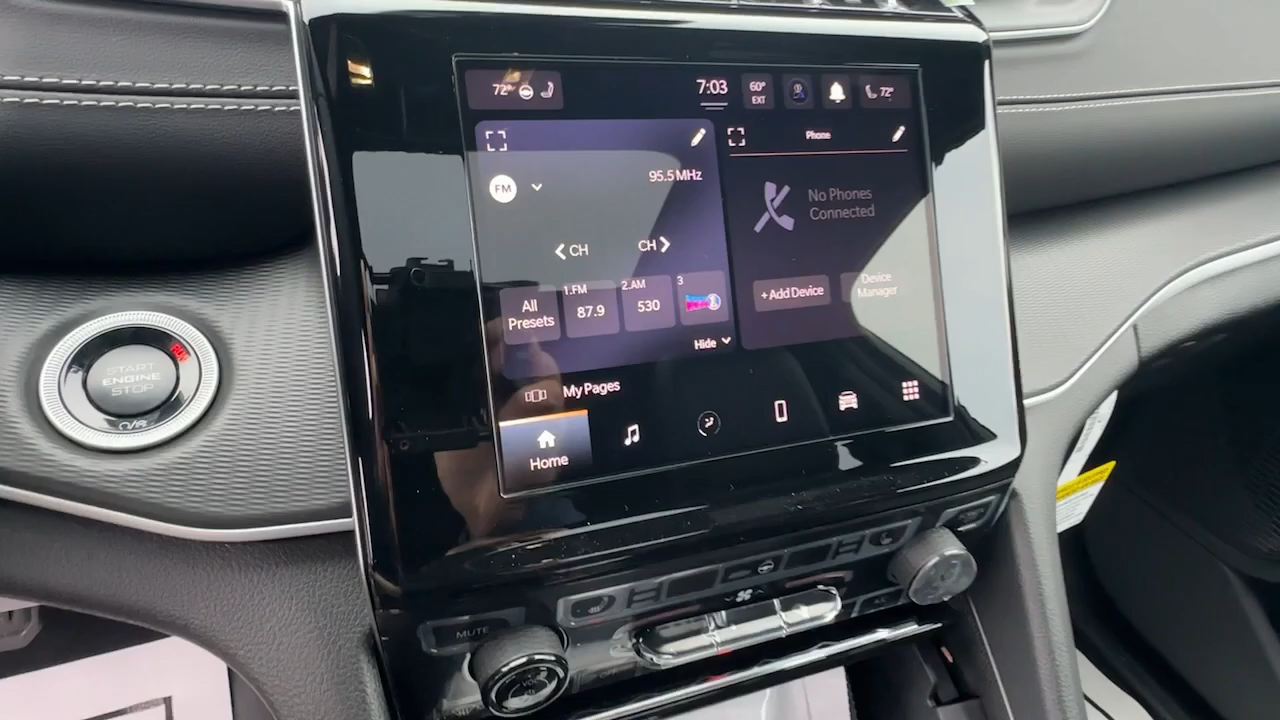 72°
7:03
60°
EXT
72°
95.5 MHz
FM
CH
CH
All
Presets
1.FM
87.9
2.AM
530
3
Hide
Phone
No Phones
Connected
+ Add Device
Device
Manager
My Pages
Home
START
ENGINE
STOP
RUN
MUTE